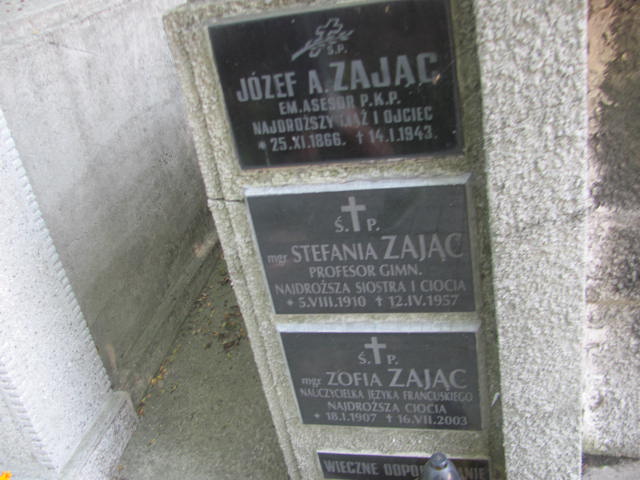 Ś.P.
JÓZEF A. ZAJĄC
EM. ASESOR P.K.P.
NAJDROŻSZY MĄŻ I OJCIEC
* 25.XI.1866. † 14.I.1943.
Ś. P.
mgr STEFANIA ZAJĄC
PROFESOR GIMN.
NAJDROŻSZA SIOSTRA I CIOCIA
* 5.VIII.1910 † 12.IV.1957
Ś. P.
mgr ZOFIA ZAJĄC
NAUCZYCIELKA JĘZYKA FRANCUSKIEGO
NAJDROŻSZA CIOCIA
* 18.I.1907 † 16.VII.2003
WIECZNE